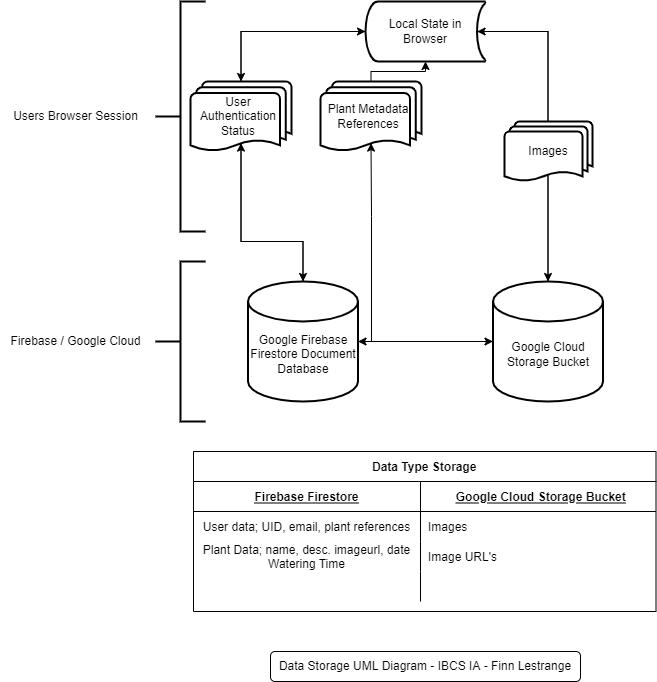 Local State in
Browser
User
Authentication
Status
Plant Metadata
References
Users Browser Session
Images
Firebase / Google Cloud
Google Firebase
Firestore Document
Database
Google Cloud
Storage Bucket
Data Type Storage
Firebase Firestore
Google Cloud Storage Bucket
User data; UID, email, plant references
Images
Plant Data; name, desc. imageurl, date
Watering Time
Image URL's
Data Storage UML Diagram - IBCS IA - Finn Lestrange